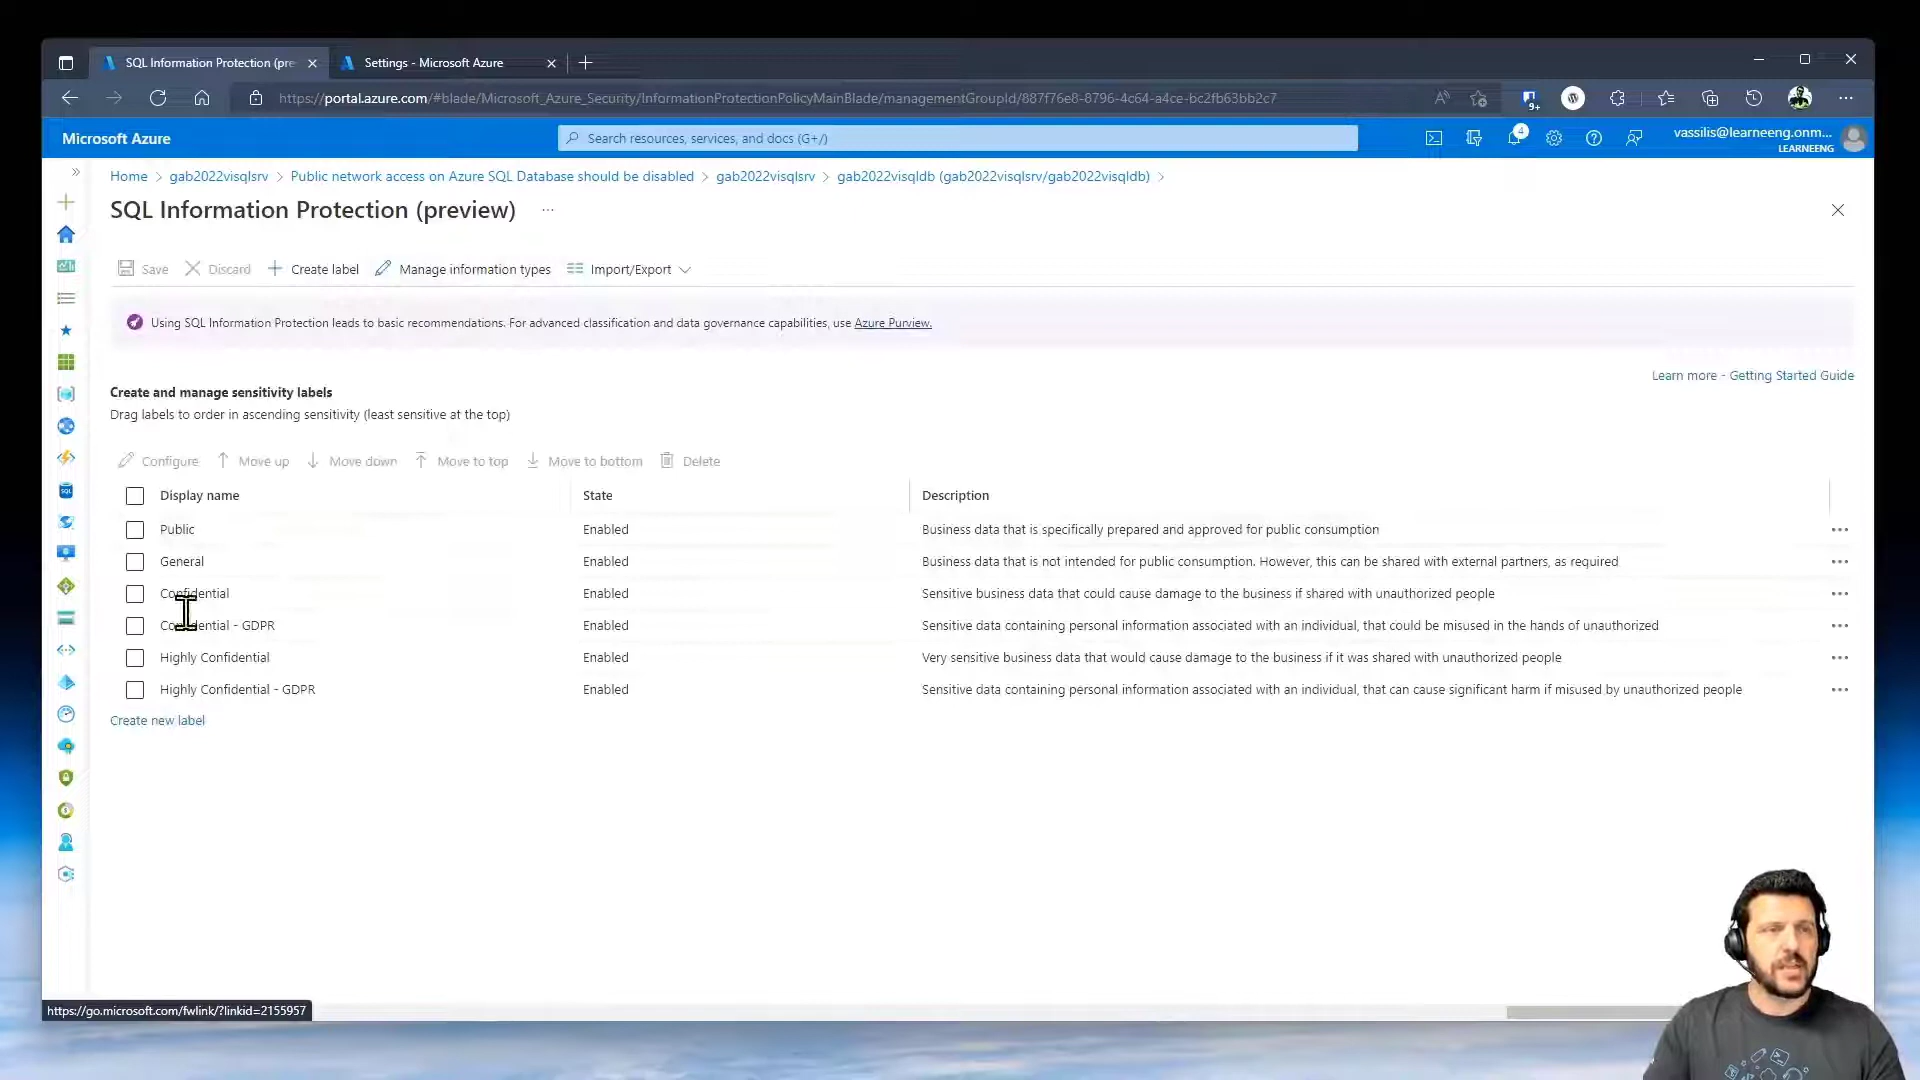 SQL Information Protection (pre
Settings - Microsoft Azure
https://portal.azure.com/#blade/Microsoft_Azure_Security/InformationProtectionPolicyMainBlade/managementGroupId/887f76e8-8796-4c64-a4ce-bc2fb63bb2c7
9+
Microsoft Azure
Search resources, services, and docs (G+/)
4
vassilis@learneeng.onm...
LEARNEENG
Home > gab2022visqlsrv > Public network access on Azure SQL Database should be disabled > gab2022visqlsrv > gab2022visqldb (gab2022visqlsrv/gab2022visqldb) >
SQL Information Protection (preview) ...
Save Discard Create label Manage information types Import/Export
Using SQL Information Protection leads to basic recommendations. For advanced classification and data governance capabilities, use Azure Purview.
Learn more - Getting Started Guide
Create and manage sensitivity labels
Drag labels to order in ascending sensitivity (least sensitive at the top)
Configure Move up Move down Move to top Move to bottom Delete
Display name State Description
Public Enabled Business data that is specifically prepared and approved for public consumption
General Enabled Business data that is not intended for public consumption. However, this can be shared with external partners, as required
Confidential Enabled Sensitive business data that could cause damage to the business if shared with unauthorized people
Confidential - GDPR Enabled Sensitive data containing personal information associated with an individual, that could be misused in the hands of unauthorized
Highly Confidential Enabled Very sensitive business data that would cause damage to the business if it was shared with unauthorized people
Highly Confidential - GDPR Enabled Sensitive data containing personal information associated with an individual, that can cause significant harm if misused by unauthorized people
Create new label
https://go.microsoft.com/fwlink/?linkid=2155957